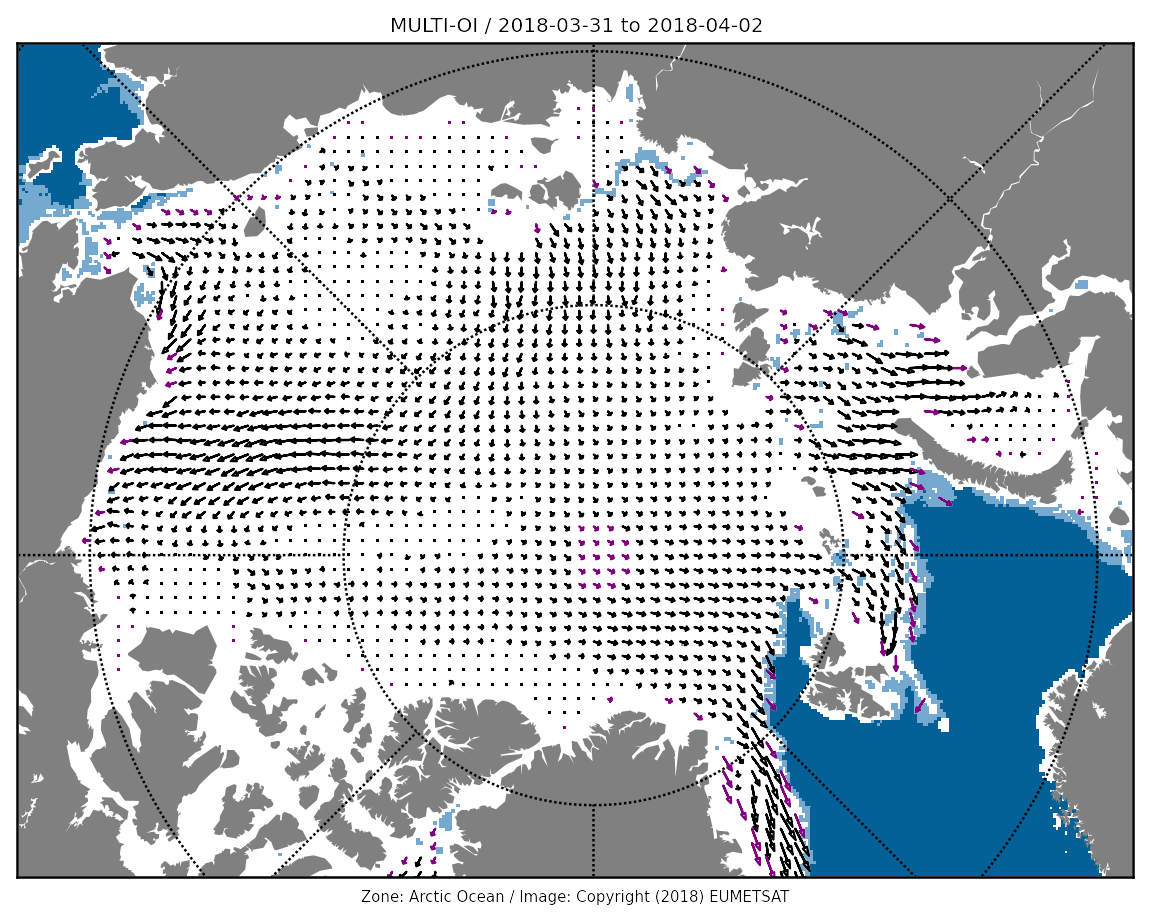 MULTI-OI / 2018-03-31 to 2018-04-02
Zone: Arctic Ocean / Image: Copyright (2018) EUMETSAT